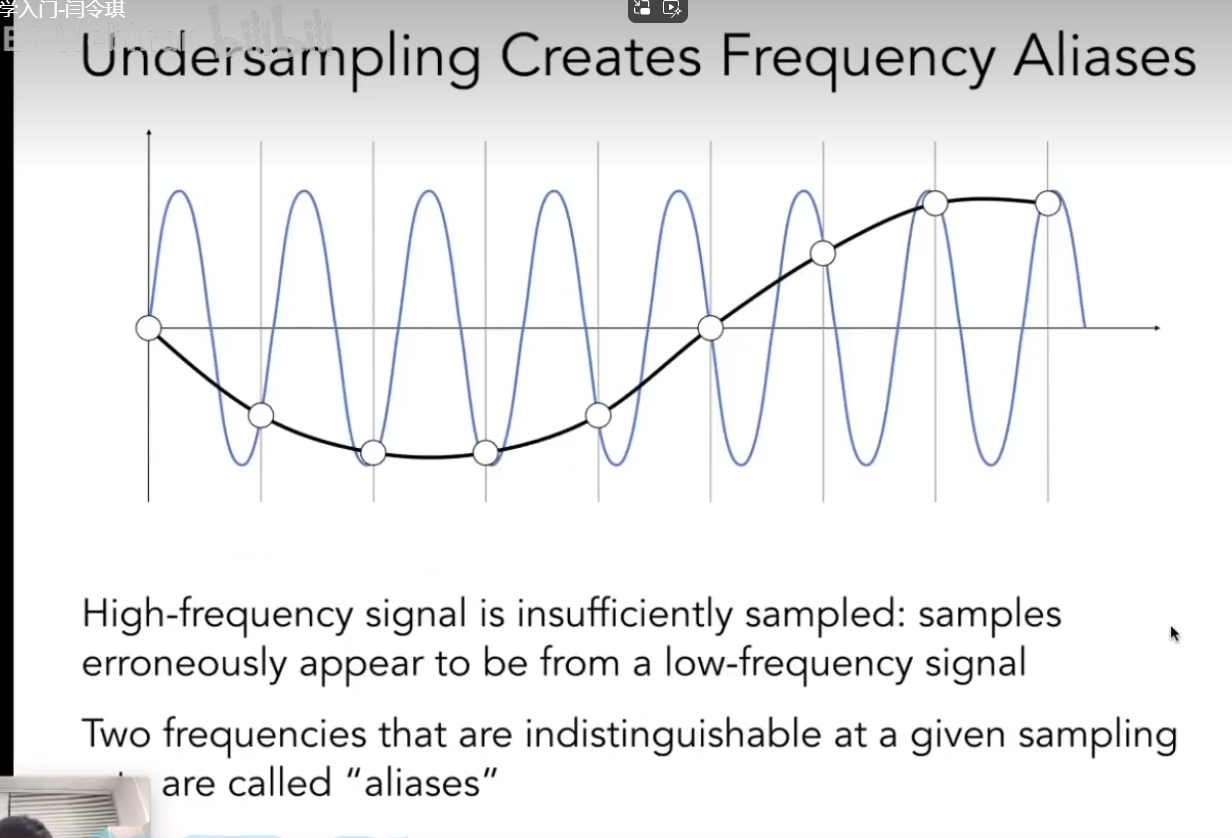 学入门-闫令琪
Undersampling Creates Frequency Aliases
High-frequency signal is insufficiently sampled: samples
erroneously appear to be from a low-frequency signal
Two frequencies that are indistinguishable at a given sampling
are called “aliases”